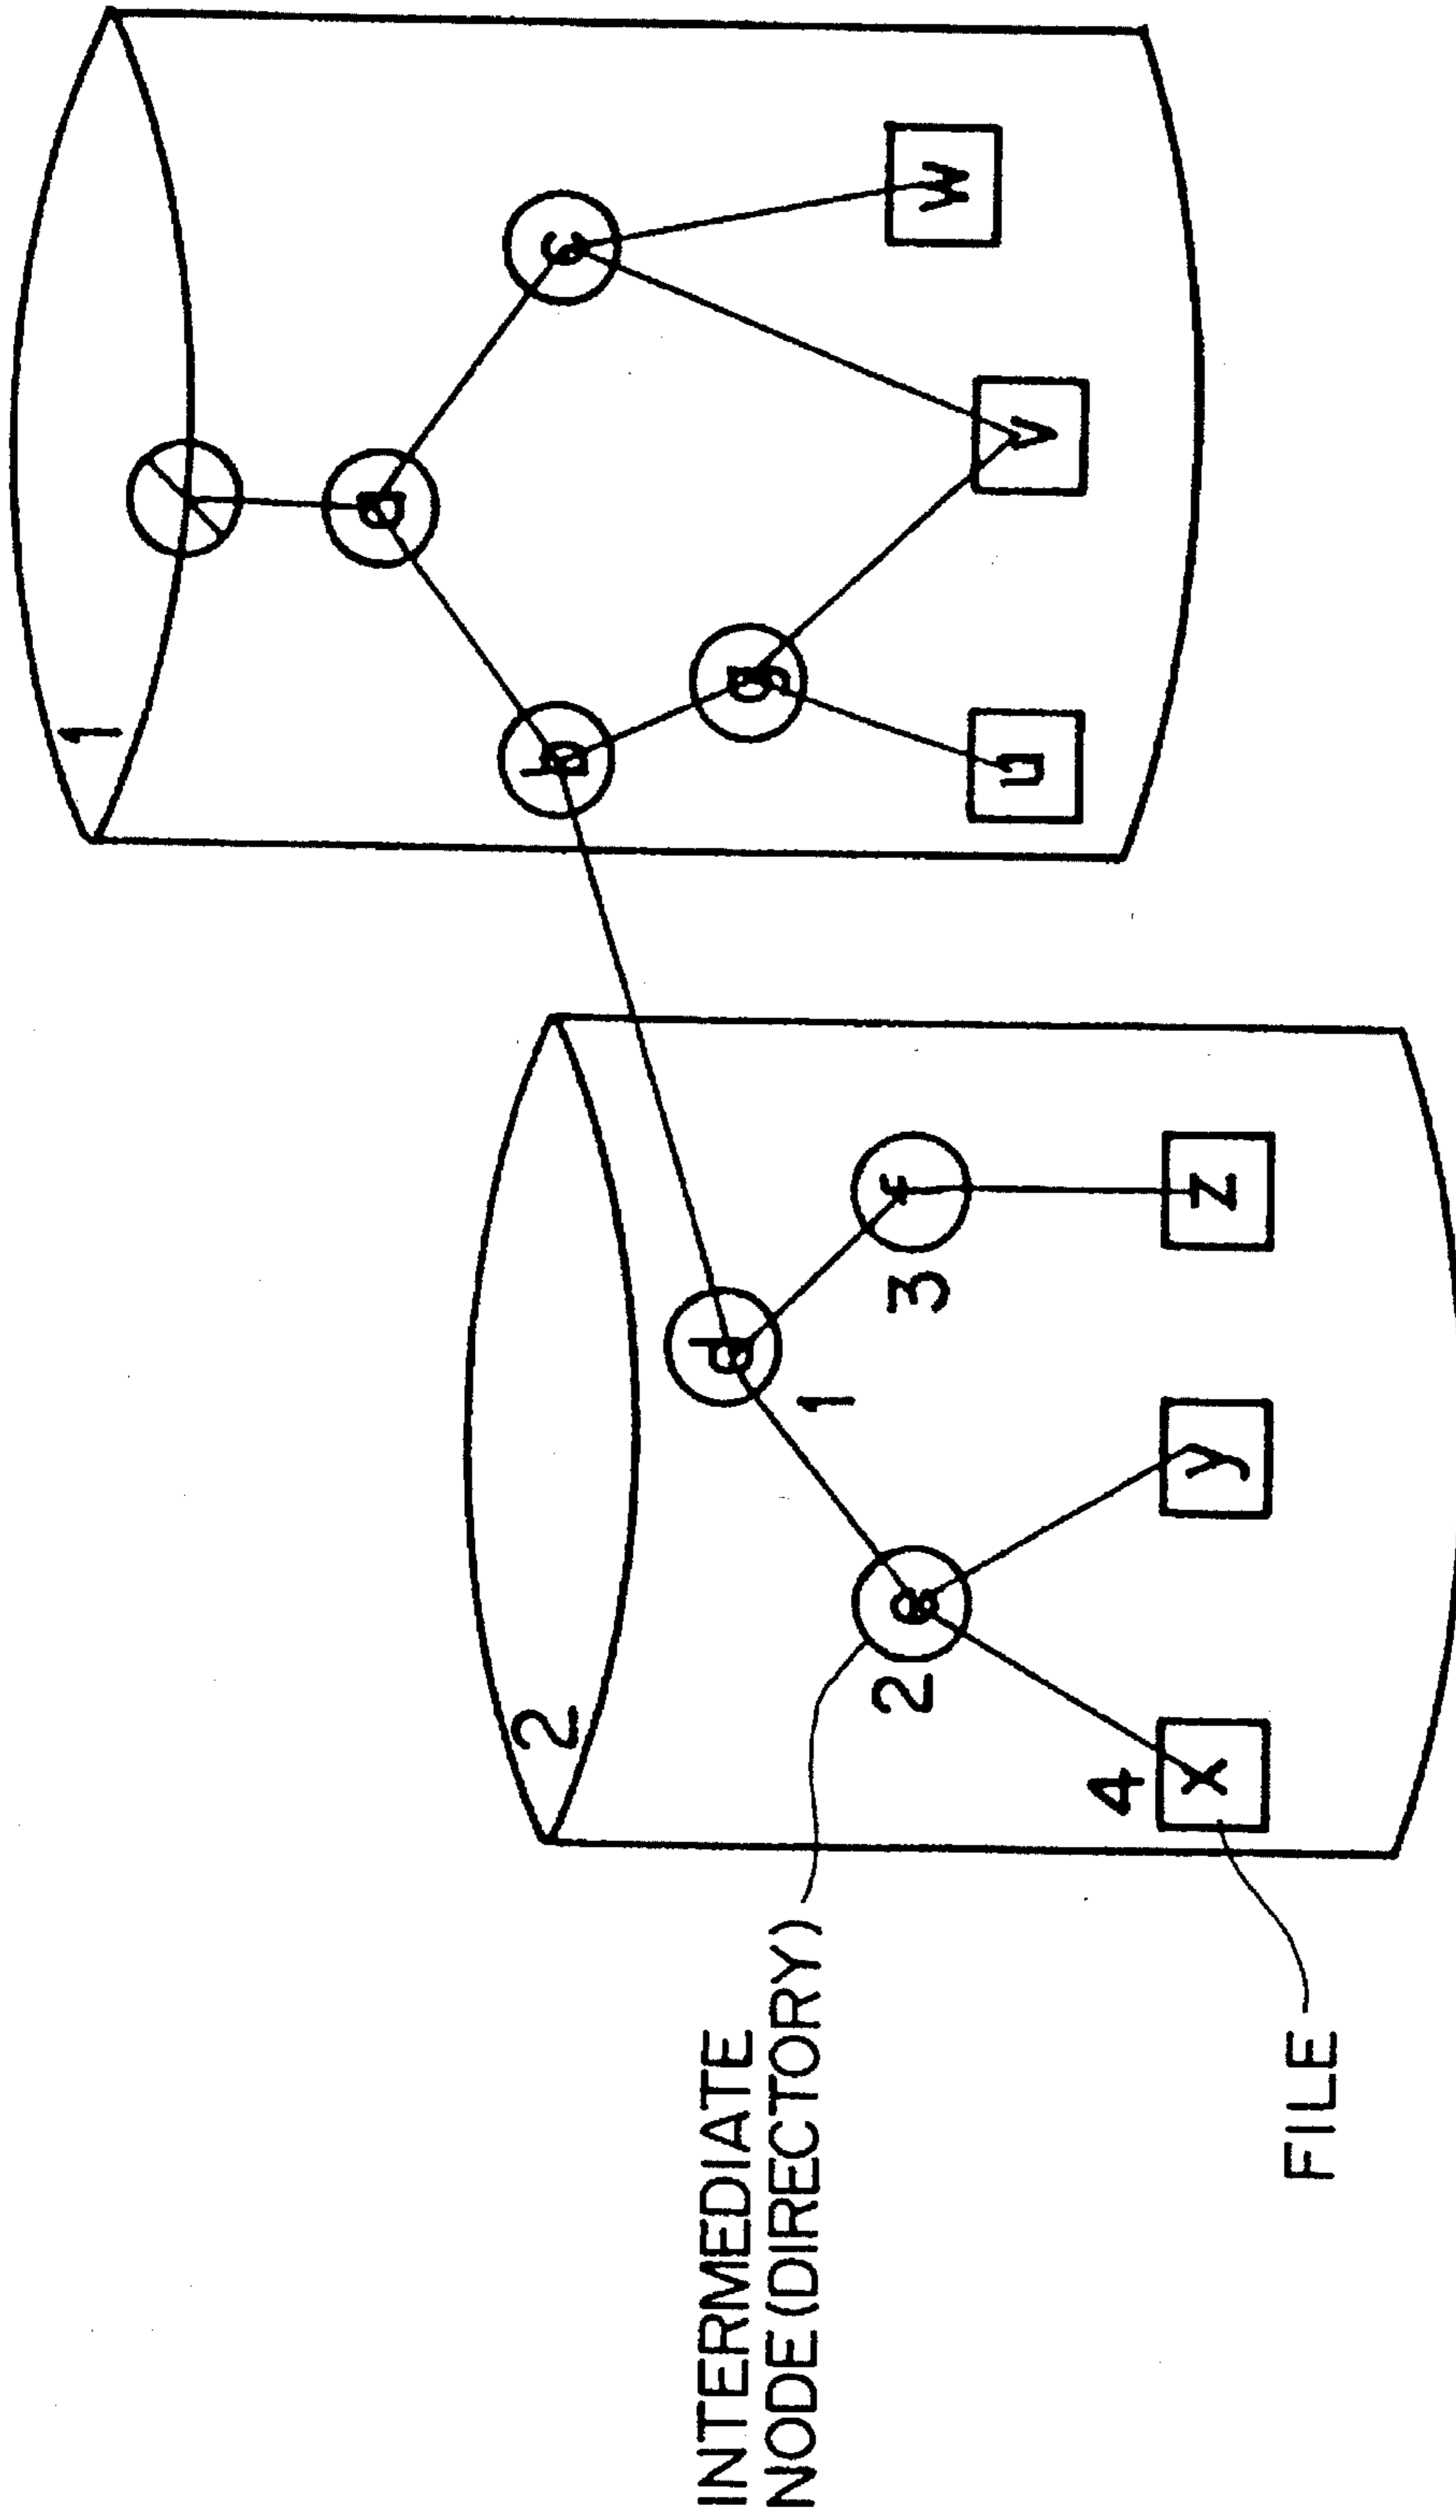 1
/
a
b
c
g
u
v
w
2
d
1
INTERMEDIATE
NODE(DIRECTORY)
2
e
3
f
4
x
y
z
FILE